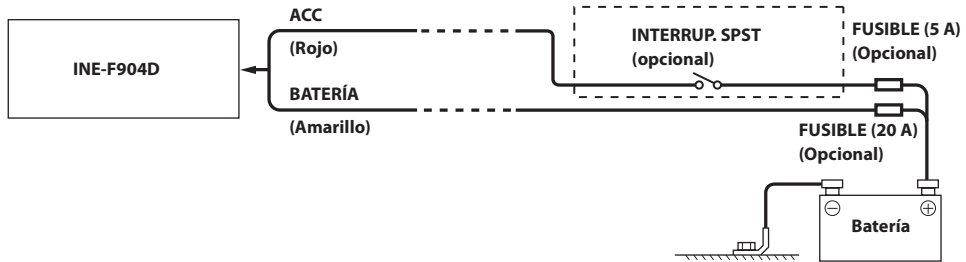 ACC
(Rojo)
INE-F904D
BATERÍA
(Amarillo)
INTERRUP. SPST
(opcional)
FUSIBLE (5 A)
(Opcional)
FUSIBLE (20 A)
(Opcional)
Batería